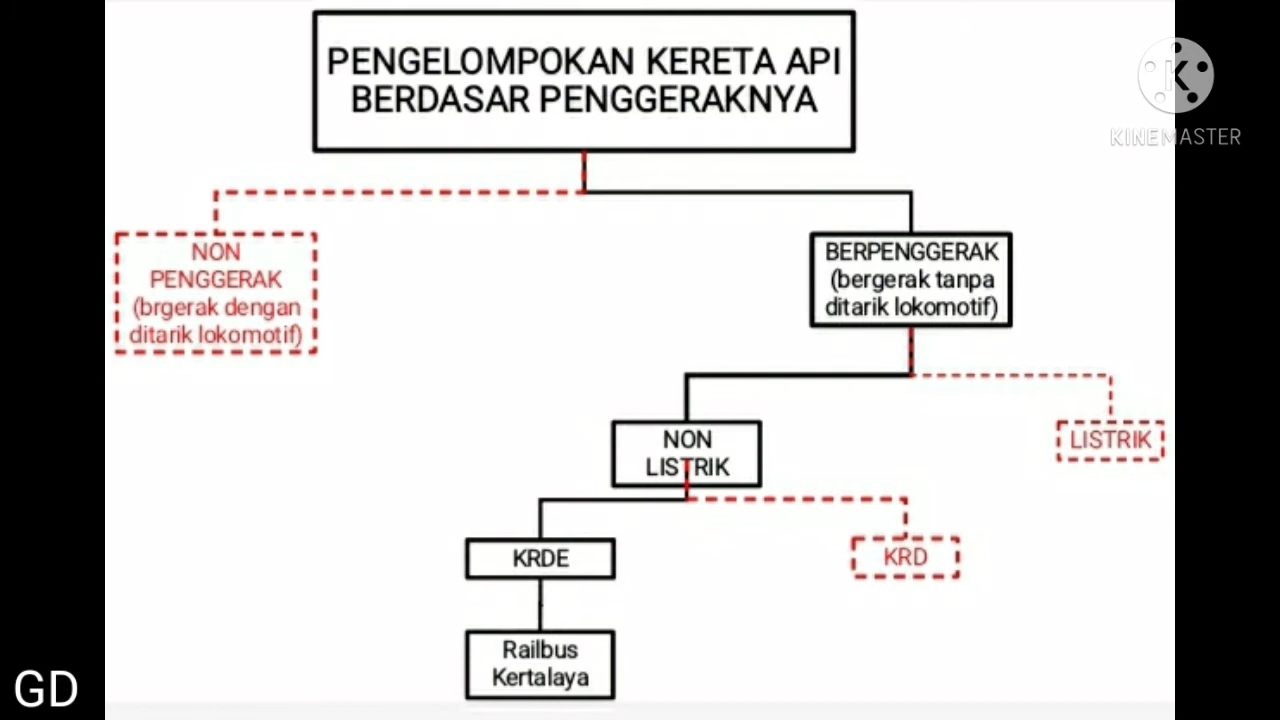 PENGELOMPOKAN KERETA API
BERDASAR PENGGERAKNYA
K
KINEMASTER
NON
PENGGERAK
(brgerak dengan
ditarik lokomotif)
BERPENGGERAK
(bergerak tanpa
ditarik lokomotif)
NON
LISTRIK
LISTRIK
KRDE
KRD
Railbus
Kertalaya
GD